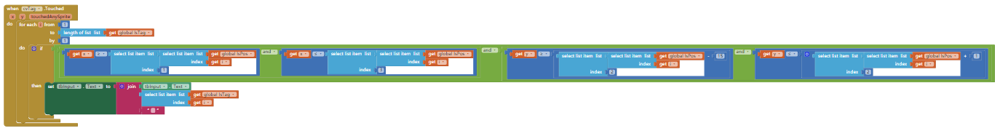 when cvTag .Touched
x y touchedAnySprite
do for each i from 1
to length of list list get global lsTag
by 1
do if get x ≥ select list item list select list item list get global lsPos index get i index 1 and get x ≤ select list item list select list item list get global lsPos index get i index 3 and get y ≥ select list item list select list item list get global lsPos index get i index 2 - 15 and get y ≤ select list item list select list item list get global lsPos index get i index 2 + 1
then set tbInput . Text to join tbInput . Text
select list item list get global lsTag
index get i
" "